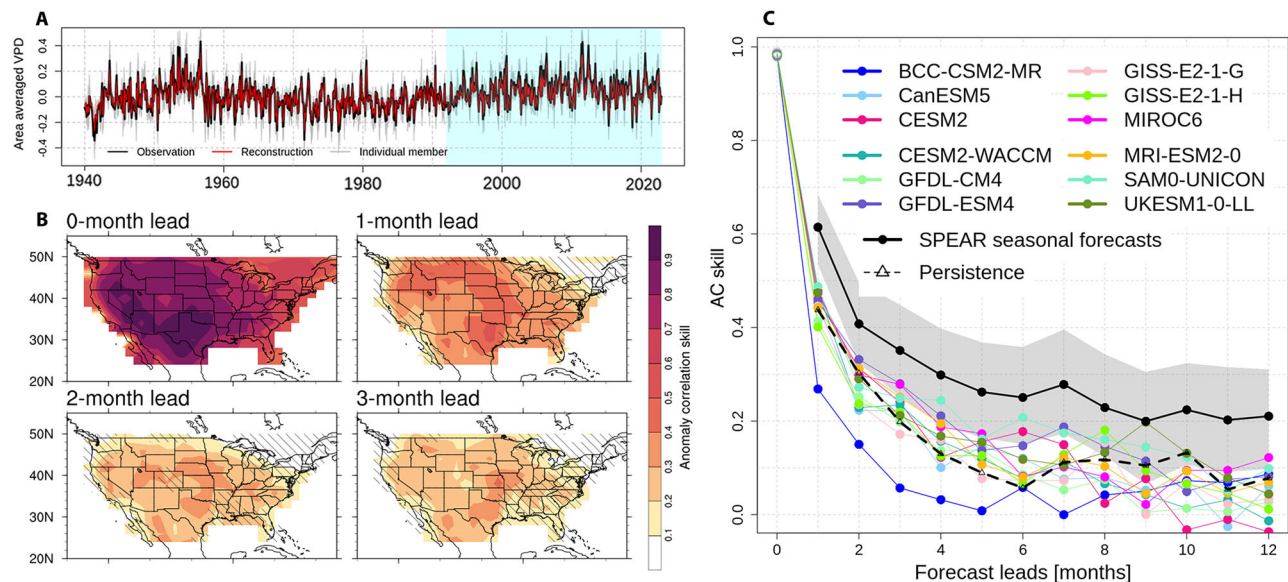 A
Area averaged VPD
0.4
0.2
0.0
-0.2
-0.4
Observation Reconstruction Individual member
1940 1960 1980 2000 2020
B
0-month lead 1-month lead
50N
40N
30N
20N
2-month lead 3-month lead
50N
40N
30N
20N
0.9
0.8
0.7
0.6
0.5
0.4
0.3
0.2
0.1
Anomaly correlation skill
C
AC skill
1.0
0.8
0.6
0.4
0.2
0.0
BCC-CSM2-MR GISS-E2-1-G
CanESM5 GISS-E2-1-H
CESM2 MIROC6
CESM2-WACCM MRI-ESM2-0
GFDL-CM4 SAM0-UNICON
GFDL-ESM4 UKESM1-0-LL
SPEAR seasonal forecasts
Persistence
0 2 4 6 8 10 12
Forecast leads [months]